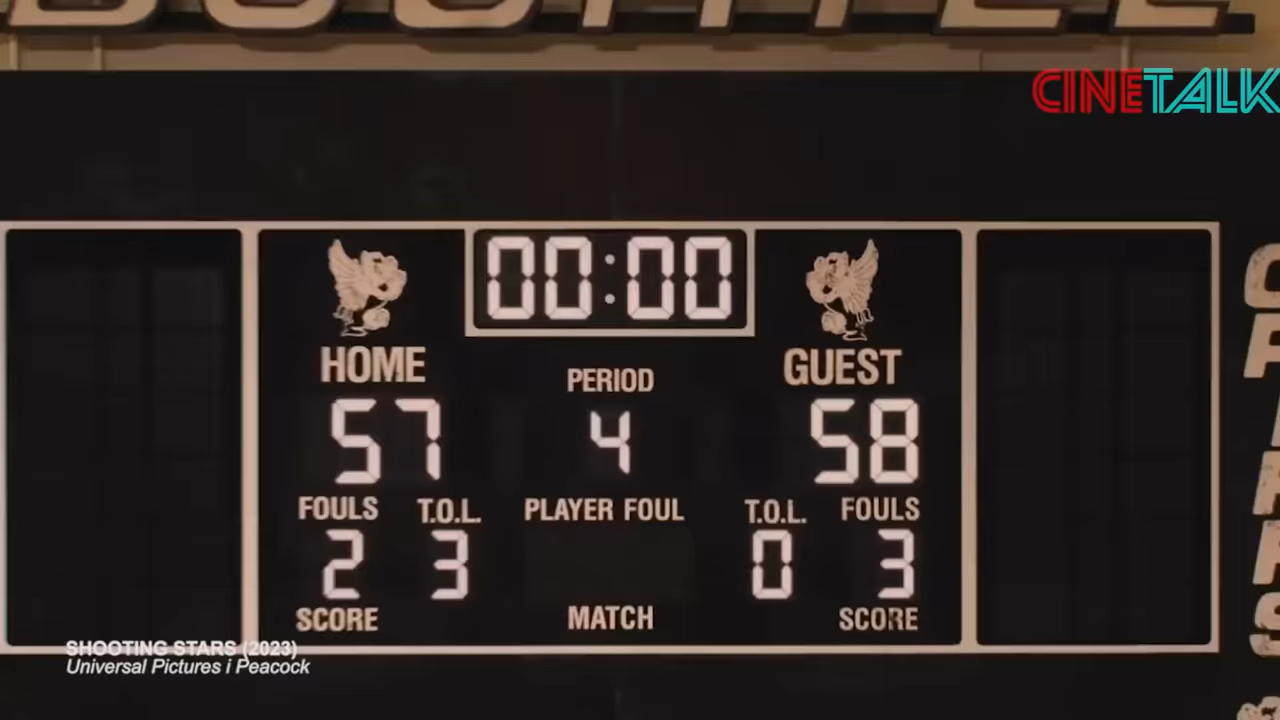 CINETALK
00:00
HOME
GUEST
PERIOD
57
4
58
FOULS T.O.L. PLAYER FOUL T.O.L. FOULS
2 3 0 3
SCORE MATCH SCORE
SHOOTING STARS (2023)
Universal Pictures i Peacock